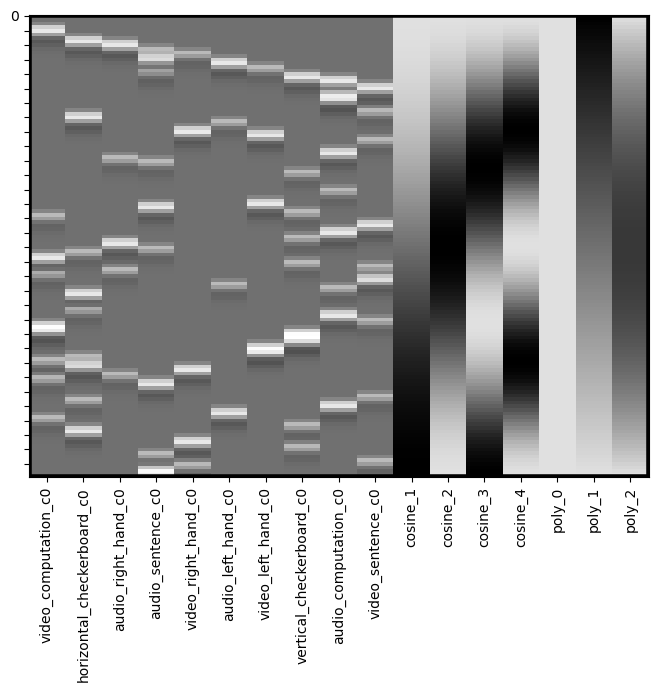 0
video_computation_c0
horizontal_checkerboard_c0
audio_right_hand_c0
audio_sentence_c0
video_right_hand_c0
audio_left_hand_c0
video_left_hand_c0
vertical_checkerboard_c0
audio_computation_c0
video_sentence_c0
cosine_1
cosine_2
cosine_3
cosine_4
poly_0
poly_1
poly_2